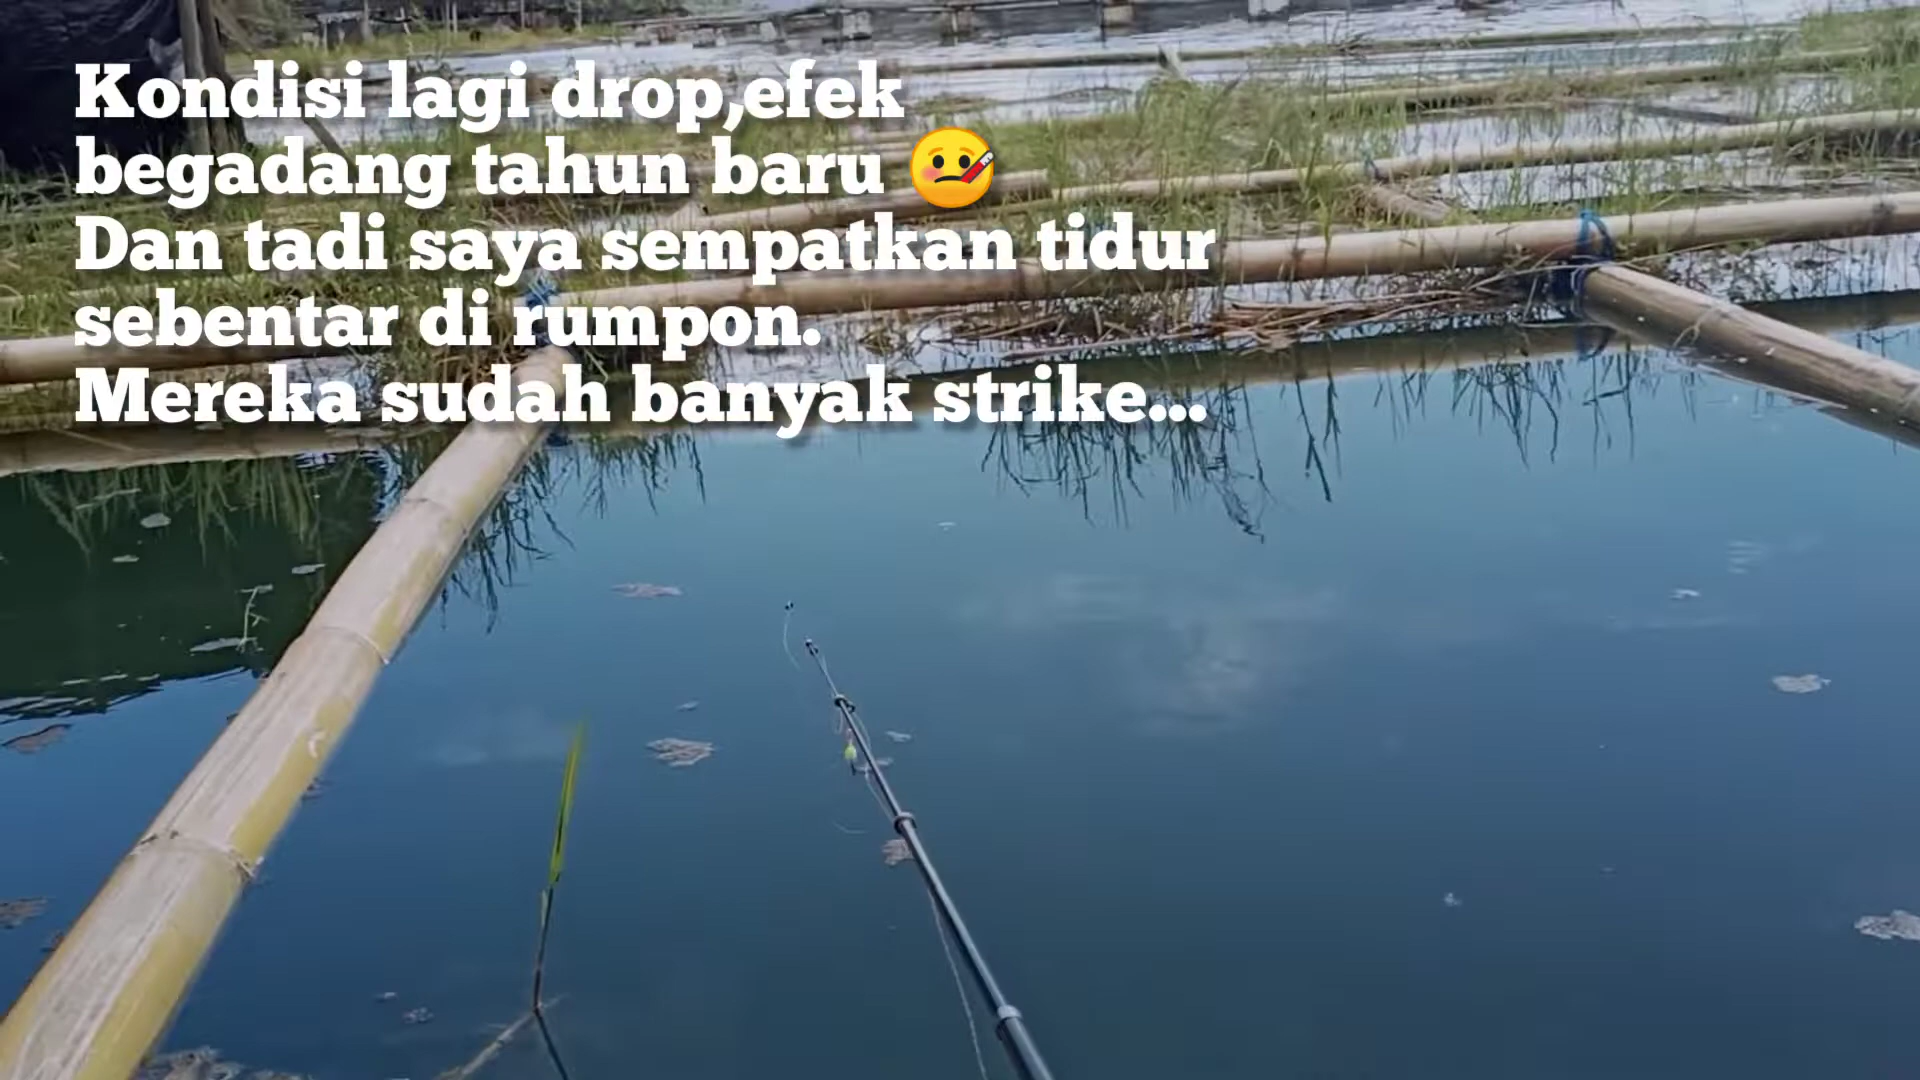 Kondisi lagi drop,efek
begadang tahun baru 🤒
Dan tadi saya sempatkan tidur
sebentar di rumpon.
Mereka sudah banyak strike...